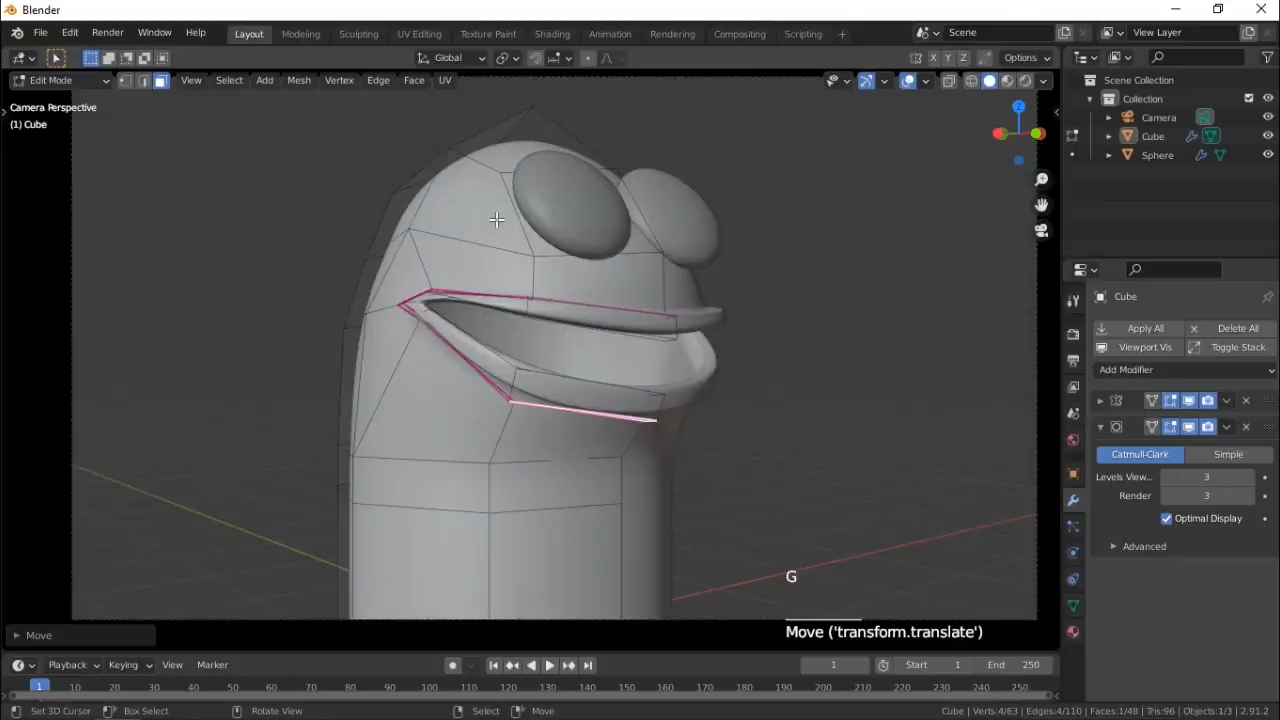 Blender
File Edit Render Window Help
Layout Modeling Sculpting UV Editing Texture Paint Shading Animation Rendering Compositing Scripting
Scene
View Layer
Global
X Y Z Options
Edit Mode View Select Add Mesh Vertex Edge Face UV
Camera Perspective
(1) Cube
Z
Scene Collection
Collection
Camera
Cube
Sphere
Cube
Apply All Delete All
Viewport Vis Toggle Stack
Add Modifier
Catmull-Clark Simple
Levels View... 3
Render 3
Optimal Display
Advanced
G
Move ('transform.translate')
Move
Playback Keying View Marker
1 Start 1 End 250
1 10 20 30 40 50 60 70 80 90 100 110 120 130 140 150 160 170 180 190 200 210 220 230 240 250
Set 3D Cursor Box Select Rotate View Select Move Cube | Verts:4/63 | Edges:4/110 | Faces:1/48 | Tris:96 | Objects:1/3 | 2.91.2